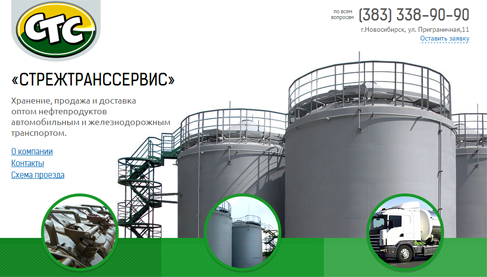 СТС
по всем
вопросам
(383) 338-90-90
г.Новосибирск, ул. Приграничная,11
Оставить заявку
«СТРЕЖТРАНССЕРВИС»
Хранение, продажа и доставка
оптом нефтепродуктов
автомобильным и железнодорожным
транспортом.
О компании
Контакты
Схема проезда